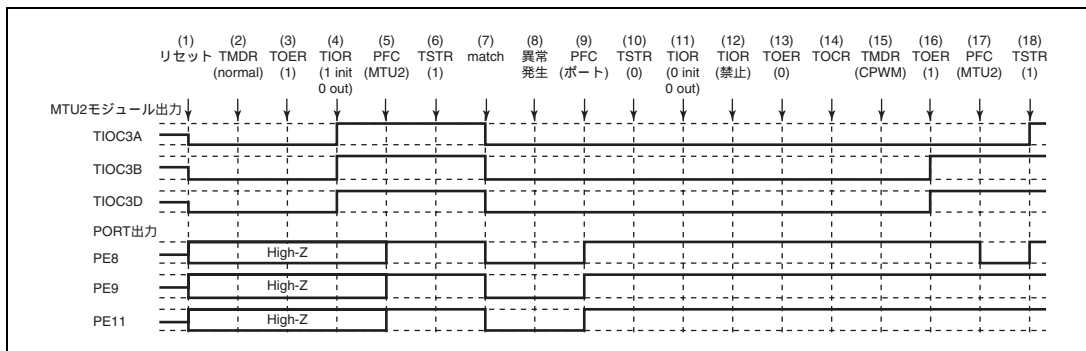 (1) (2) (3) (4) (5) (6) (7) (8) (9) (10) (11) (12) (13) (14) (15) (16) (17) (18)
リセット TMDR TOER TIOR PFC TSTR match 異常 PFC TSTR TIOR TIOR TOER TOCR TMDR TOER PFC TSTR
(normal) (1) (1 init (MTU2) (1) 発生 (ポート) (0) (0 init (禁止) (0) (CPWM) (1) (MTU2) (1)
0 out) 0 out)
MTU2モジュール出力
TIOC3A
TIOC3B
TIOC3D
PORT出力
PE8 High-Z
PE9 High-Z
PE11 High-Z